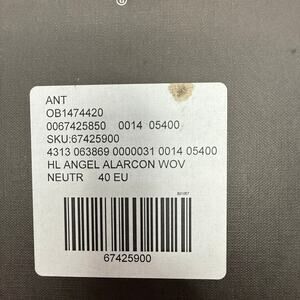 ANT
OB1474420
0067425850 0014 05400
SKU:67425900
4313 063869 0000031 0014 05400
HL ANGEL ALARCON WOV
NEUTR 40 EU
67425900